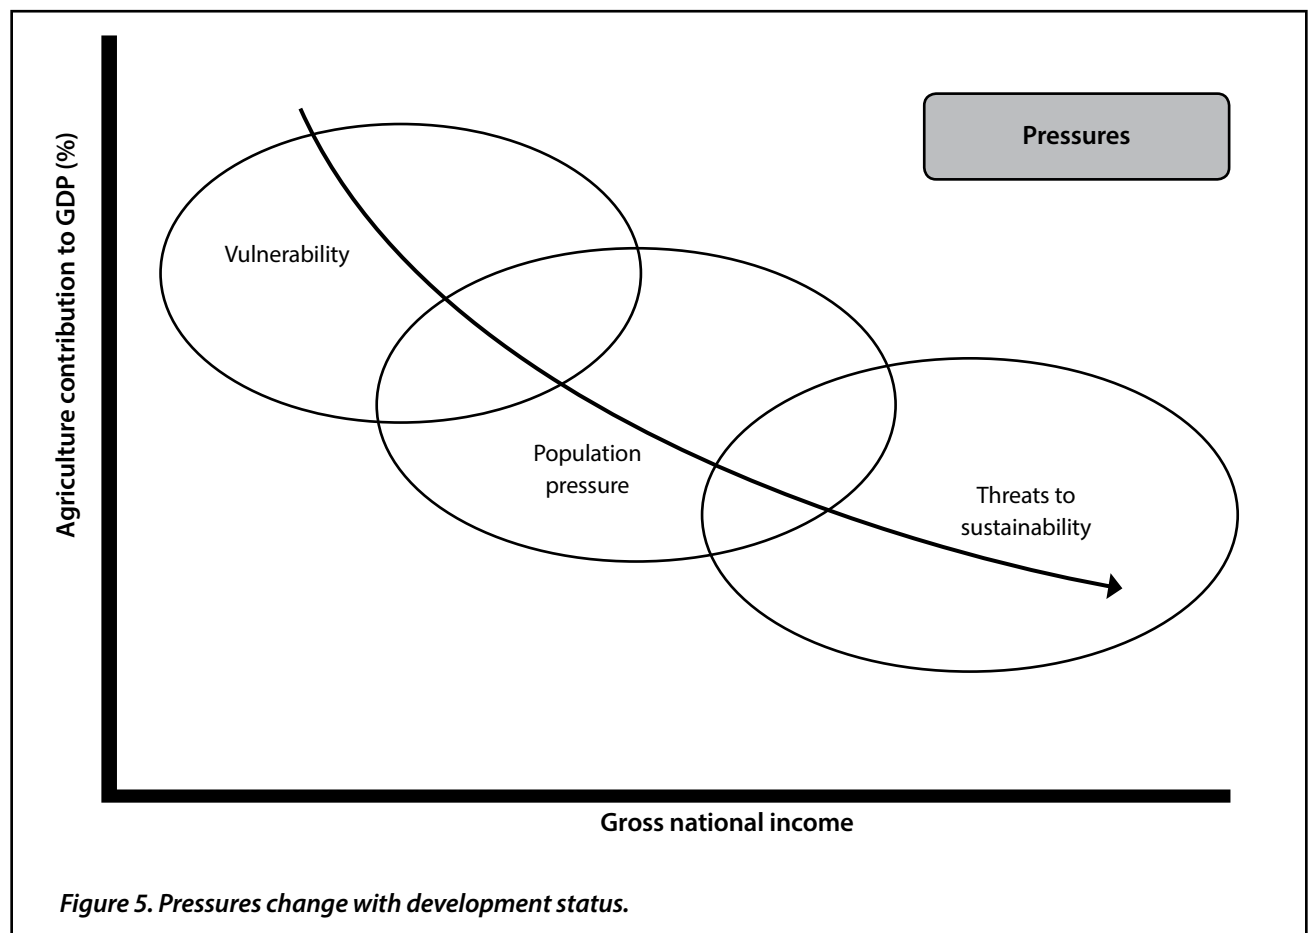 Pressures
Agriculture contribution to GDP (%)
Vulnerability
Population
pressure
Threats to
sustainability
Gross national income
Figure 5. Pressures change with development status.